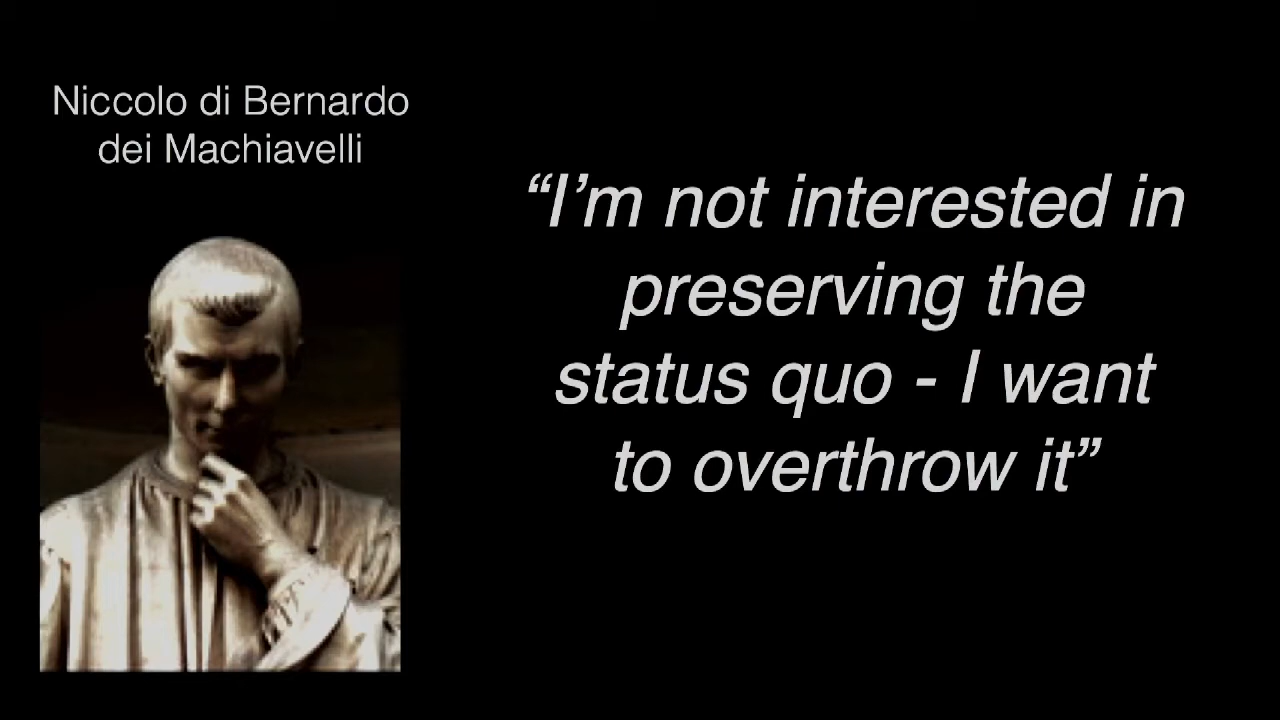 Niccolo di Bernardo
dei Machiavelli
“I’m not interested in
preserving the
status quo - I want
to overthrow it”